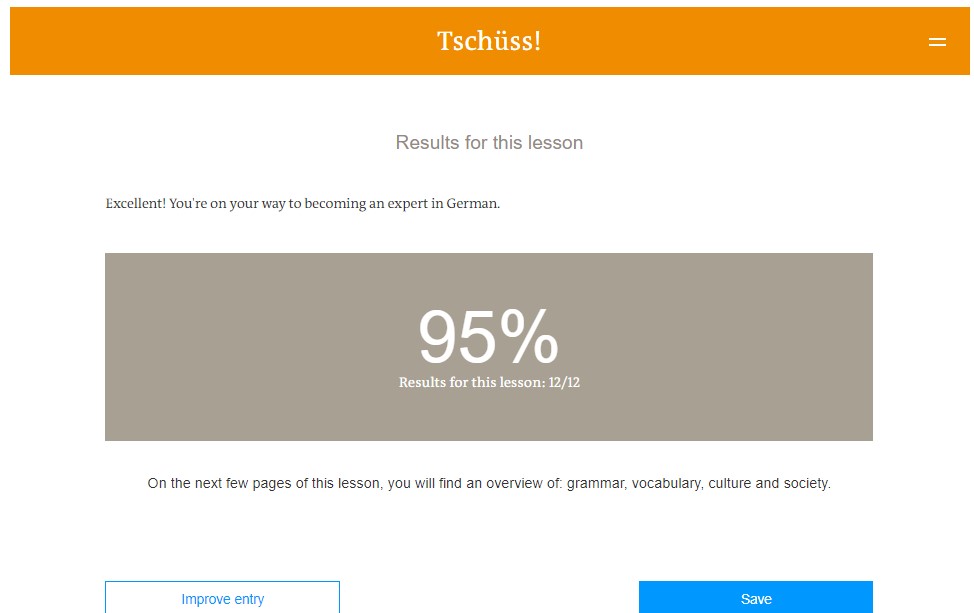 Tschüss!
Results for this lesson
Excellent! You're on your way to becoming an expert in German.
95%
Results for this lesson: 12/12
On the next few pages of this lesson, you will find an overview of: grammar, vocabulary, culture and society.
Improve entry
Save